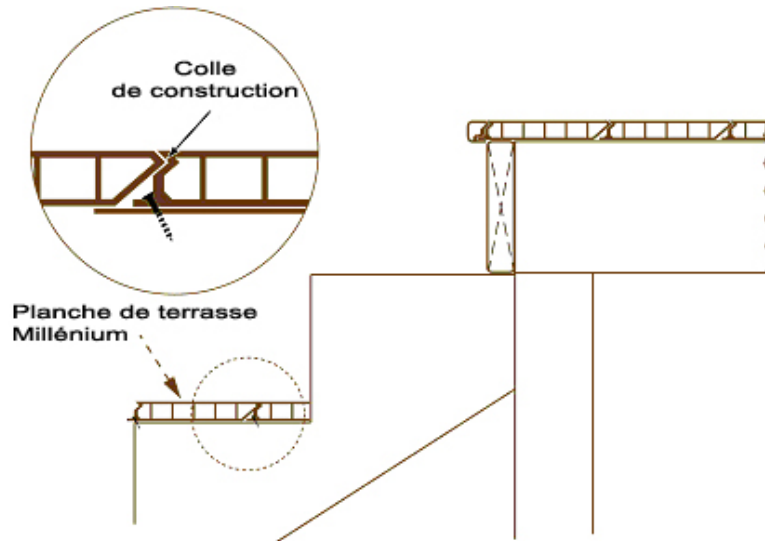 Colle
de construction
Planche de terrasse
Millénium